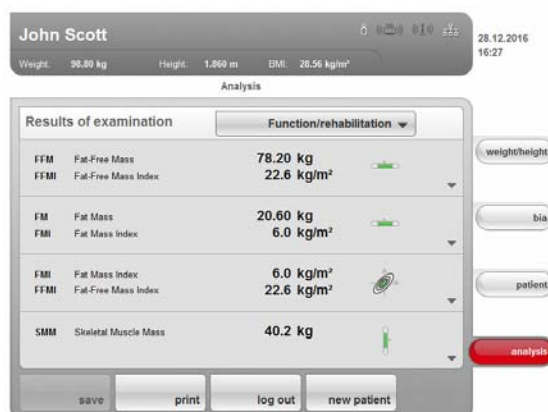 John Scott
Weight: 98.80 kg Height: 1.860 m BMI: 28.56 kg/m²
28.12.2016
16:27
Analysis
Results of examination Function/rehabilitation
FFM Fat-Free Mass 78.20 kg
FFMI Fat-Free Mass Index 22.6 kg/m²
FM Fat Mass 20.60 kg
FMI Fat Mass Index 6.0 kg/m²
FMI Fat Mass Index 6.0 kg/m²
FFMI Fat-Free Mass Index 22.6 kg/m²
SMM Skeletal Muscle Mass 40.2 kg
weight/height
bia
patient
analysis
save print log out new patient